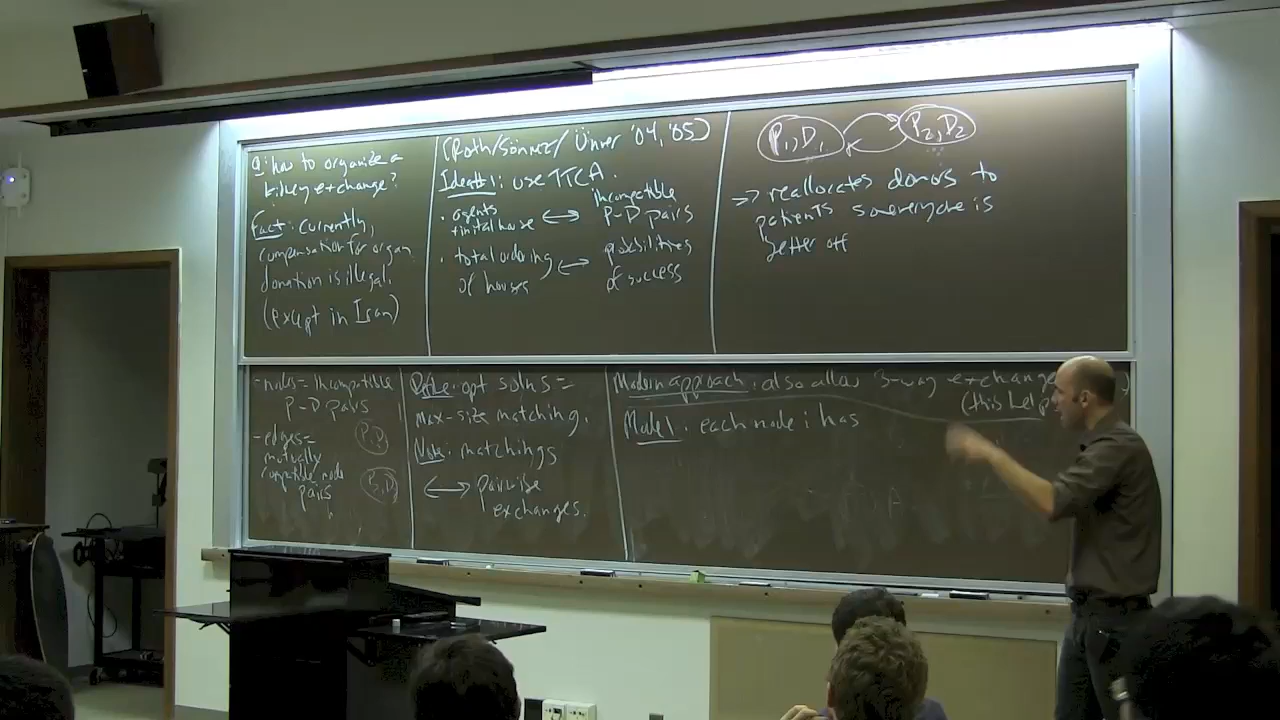 Q: how to organize a
kidney exchange?
Fact: currently,
compensation for organ
donation is illegal.
(except in Iran)
(Roth/Sönmez/Ünver '04, '05)
Idea #1: use TTCA.
· agents
+ initial house ⟺ incompatible
P-D pairs
· total ordering
of houses ⟺ probabilities
of success
P1, D1 P2, D2
=> reallocates donors to
patients so everyone is
better off
- nodes = incompatible
P-D pairs
- edges =
mutually
compatible node
pairs
opt solns =
max-size matching.
Note: matchings
⟷ pairwise
exchanges.
Modern approach: also allow 3-way exchange
(this help
Model: each node i has